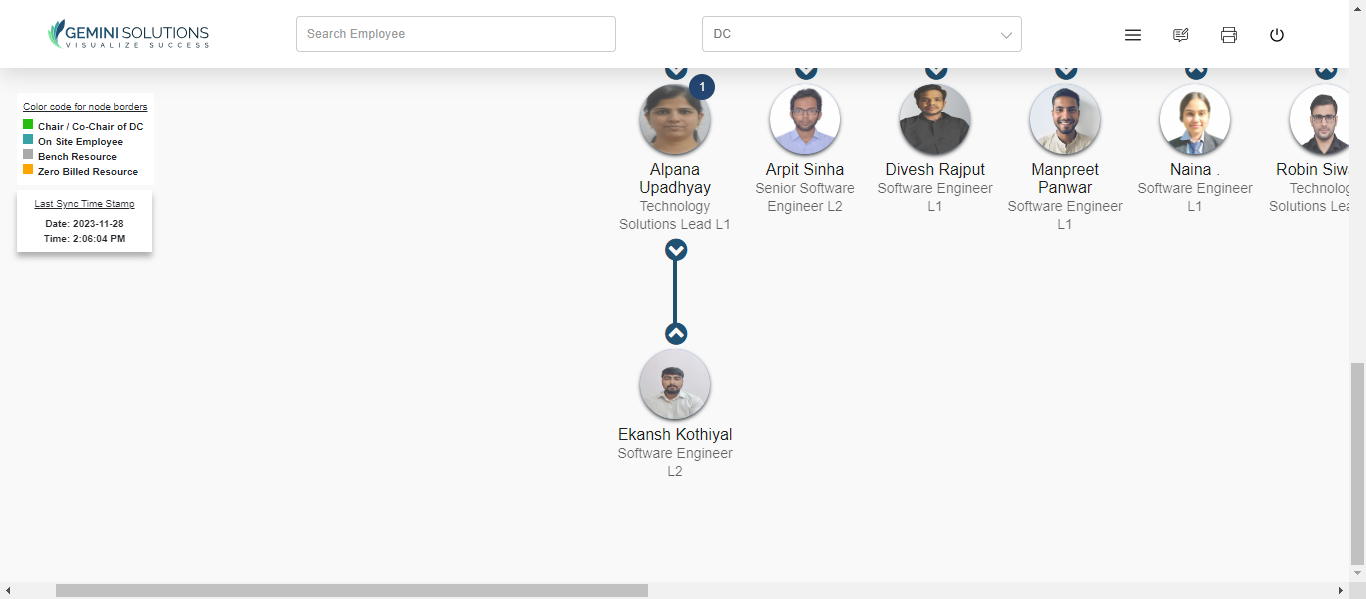 GEMINI SOLUTIONS
VISUALIZE SUCCESS
Search Employee
DC
Color code for node borders
Chair / Co-Chair of DC
On Site Employee
Bench Resource
Zero Billed Resource
Last Sync Time Stamp
Date: 2023-11-28
Time: 2:06:04 PM
1
Alpana
Upadhyay
Technology
Solutions Lead L1
Arpit Sinha
Senior Software
Engineer L2
Divesh Rajput
Software Engineer
L1
Manpreet
Panwar
Software Engineer
L1
Naina .
Software Engineer
L1
Robin Siw
Technolog
Solutions Lea
Ekansh Kothiyal
Software Engineer
L2